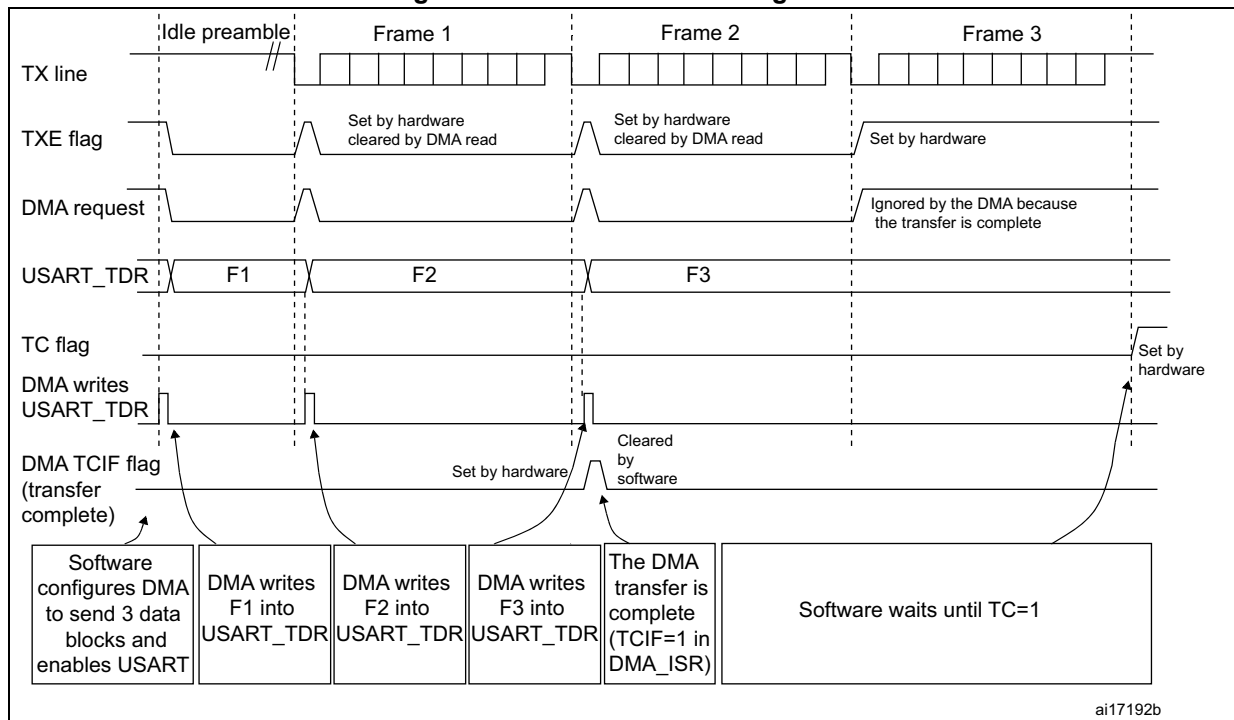 Idle preamble
Frame 1
Frame 2
Frame 3
TX line
TXE flag
Set by hardware
cleared by DMA read
Set by hardware
cleared by DMA read
Set by hardware
DMA request
Ignored by the DMA because
the transfer is complete
USART_TDR
F1
F2
F3
TC flag
Set by
hardware
DMA writes
USART_TDR
DMA TCIF flag
(transfer
complete)
Set by hardware
Cleared
by
software
Software
configures DMA
to send 3 data
blocks and
enables USART
DMA writes
F1 into
USART_TDR
DMA writes
F2 into
USART_TDR
DMA writes
F3 into
USART_TDR
The DMA
transfer is
complete
(TCIF=1 in
DMA_ISR)
Software waits until TC=1
ai17192b